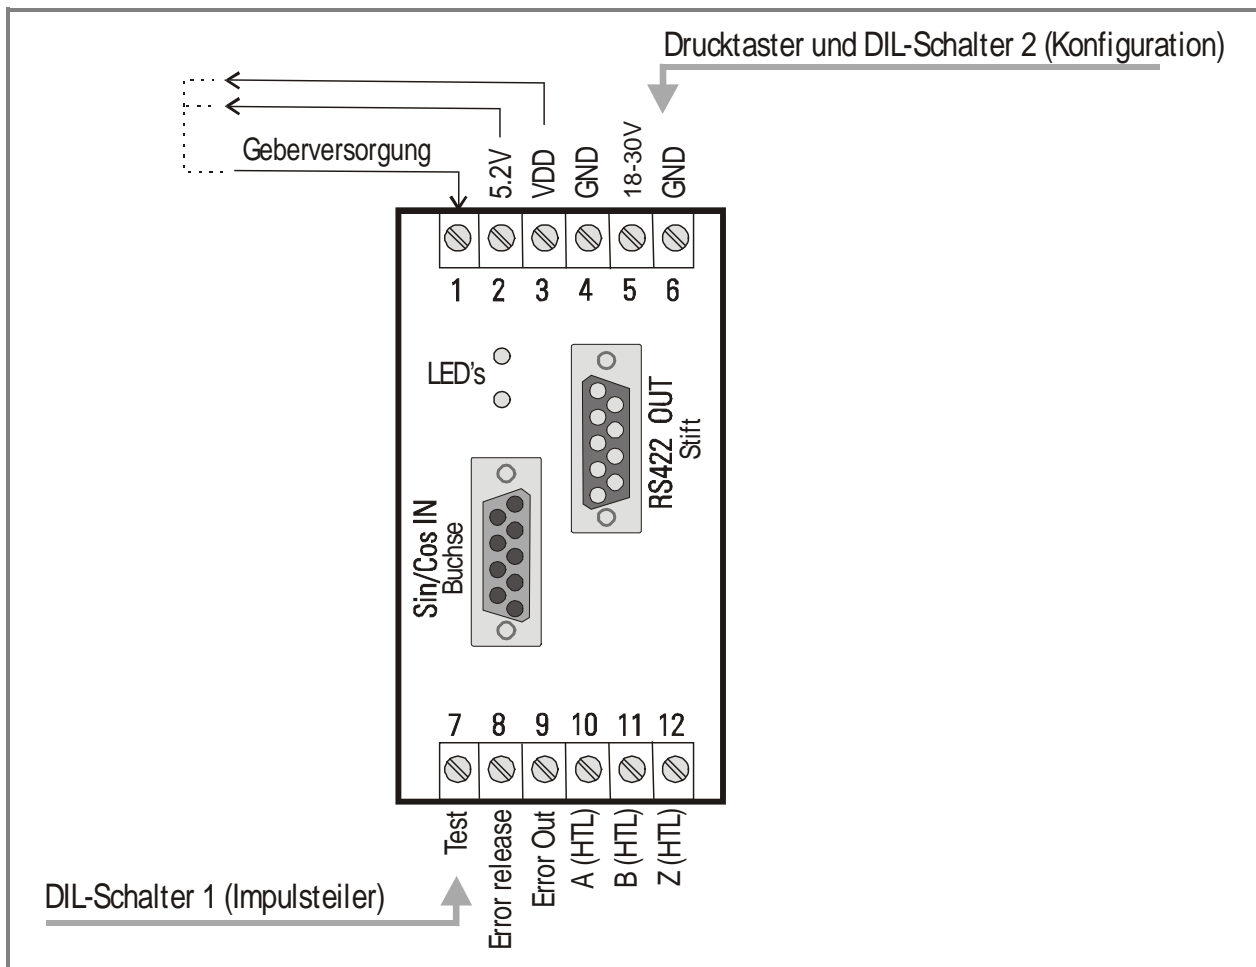 Drucktaster und DIL-Schalter 2 (Konfiguration)
Geberversorgung
5.2V
VDD
GND
18-30V
GND
1 2 3 4 5 6
LED's
RS422 OUT
Stift
Sin/Cos IN
Buchse
7 8 9 10 11 12
Test
Error release
Error Out
A (HTL)
B (HTL)
Z (HTL)
DIL-Schalter 1 (Impulsteiler)